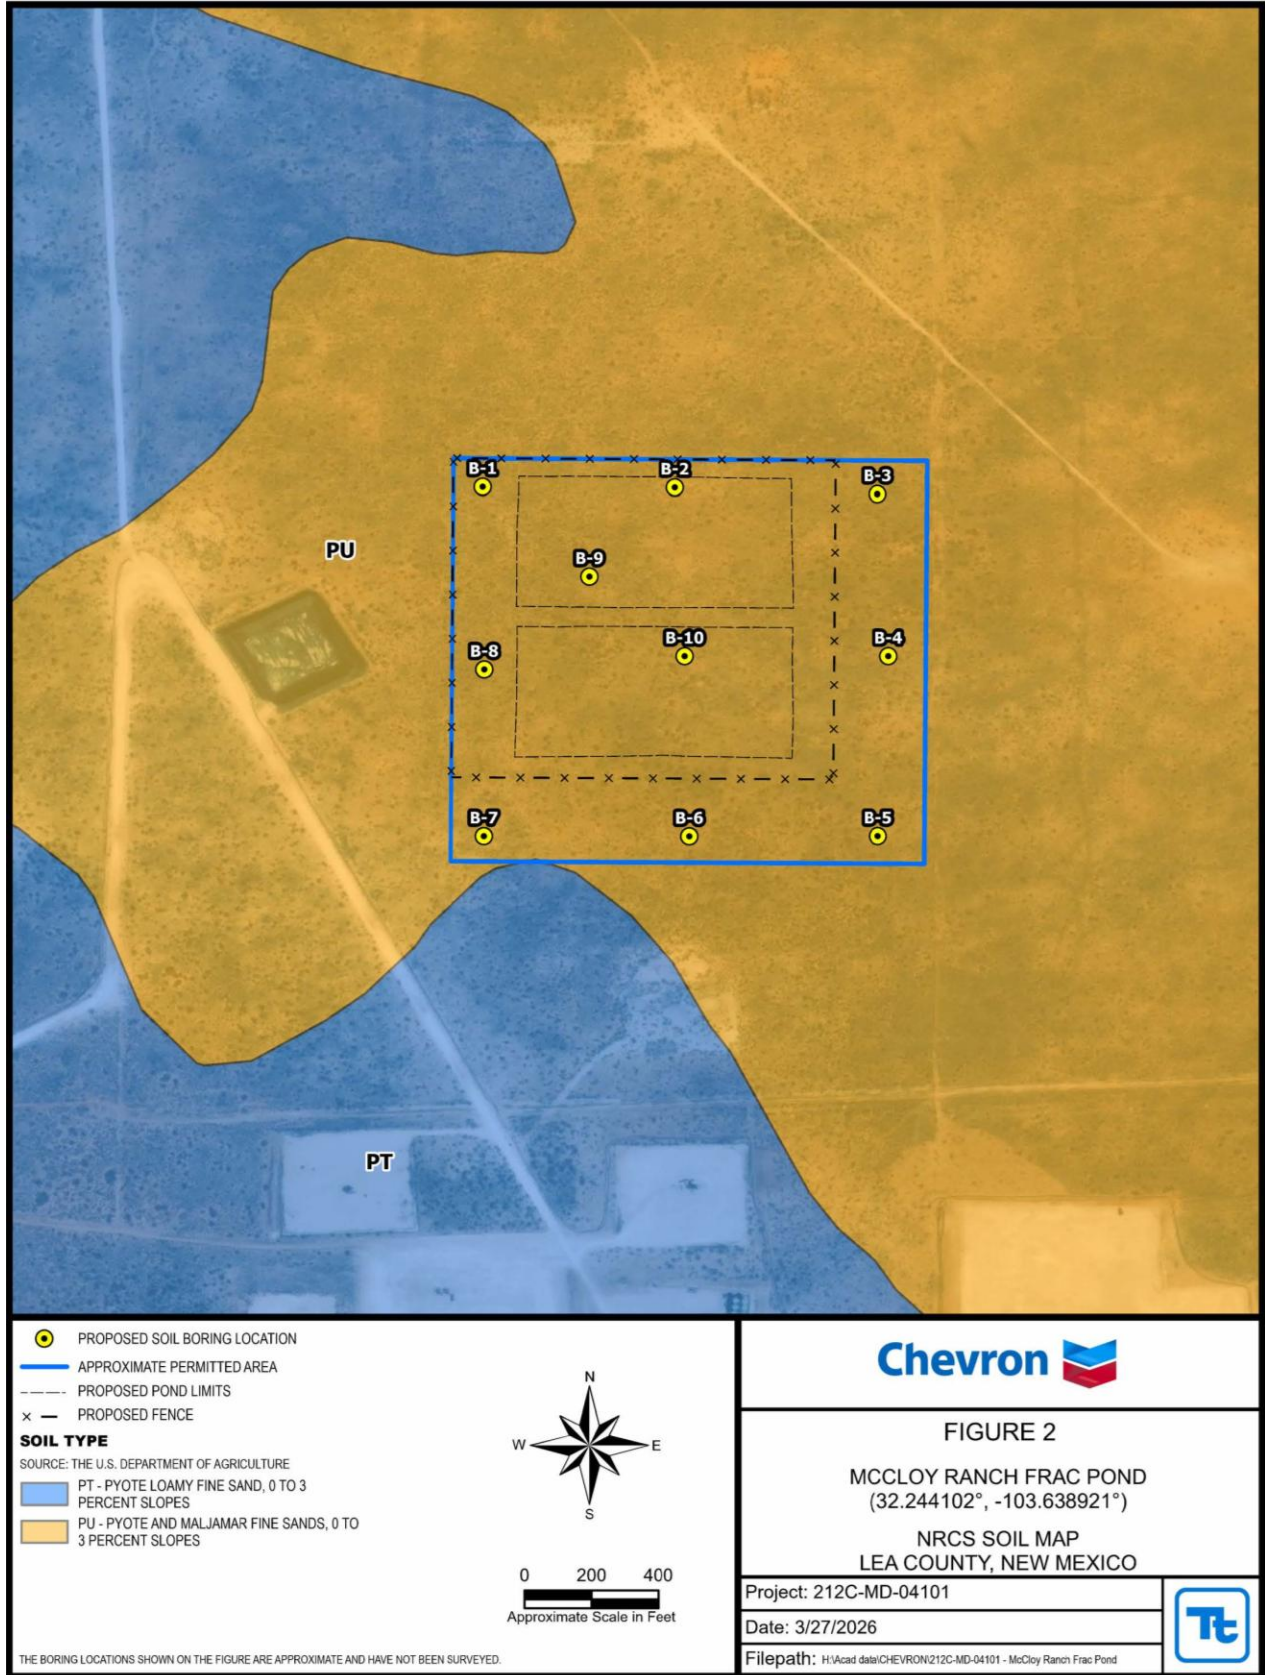 B-1
B-2
B-3
PU
B-9
B-10
B-8
B-4
B-7
B-6
B-5
PT
PROPOSED SOIL BORING LOCATION
APPROXIMATE PERMITTED AREA
PROPOSED POND LIMITS
PROPOSED FENCE
SOIL TYPE
SOURCE: THE U.S. DEPARTMENT OF AGRICULTURE
PT - PYOTE LOAMY FINE SAND, 0 TO 3
PERCENT SLOPES
PU - PYOTE AND MALJAMAR FINE SANDS, 0 TO
3 PERCENT SLOPES
THE BORING LOCATIONS SHOWN ON THE FIGURE ARE APPROXIMATE AND HAVE NOT BEEN SURVEYED.
N
W E
S
0 200 400
Approximate Scale in Feet
Chevron
FIGURE 2
MCCLOY RANCH FRAC POND
(32.244102°, -103.638921°)
NRCS SOIL MAP
LEA COUNTY, NEW MEXICO
Project: 212C-MD-04101
Date: 3/27/2026
Filepath: H:\Acad data\CHEVRON\212C-MD-04101 - McCloy Ranch Frac Pond
Tt